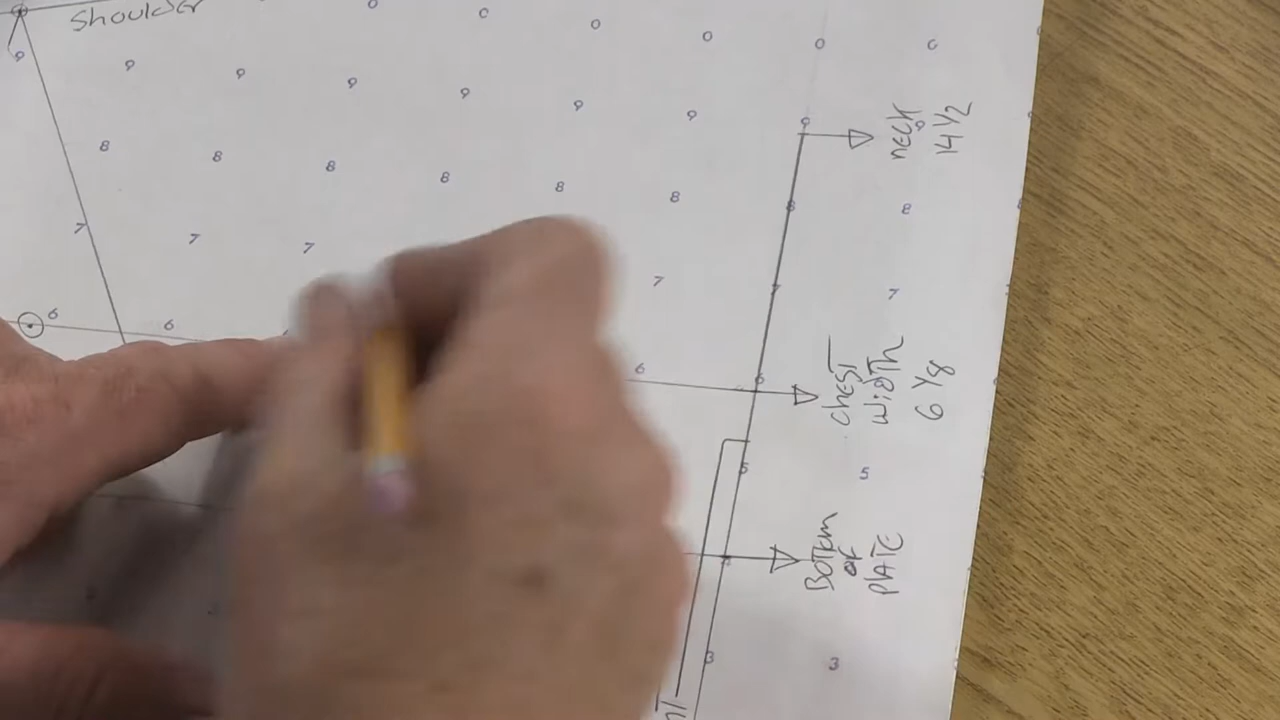 shoulder
neck
14 1/2
chest
width
6 1/8
Bottom
of
plate